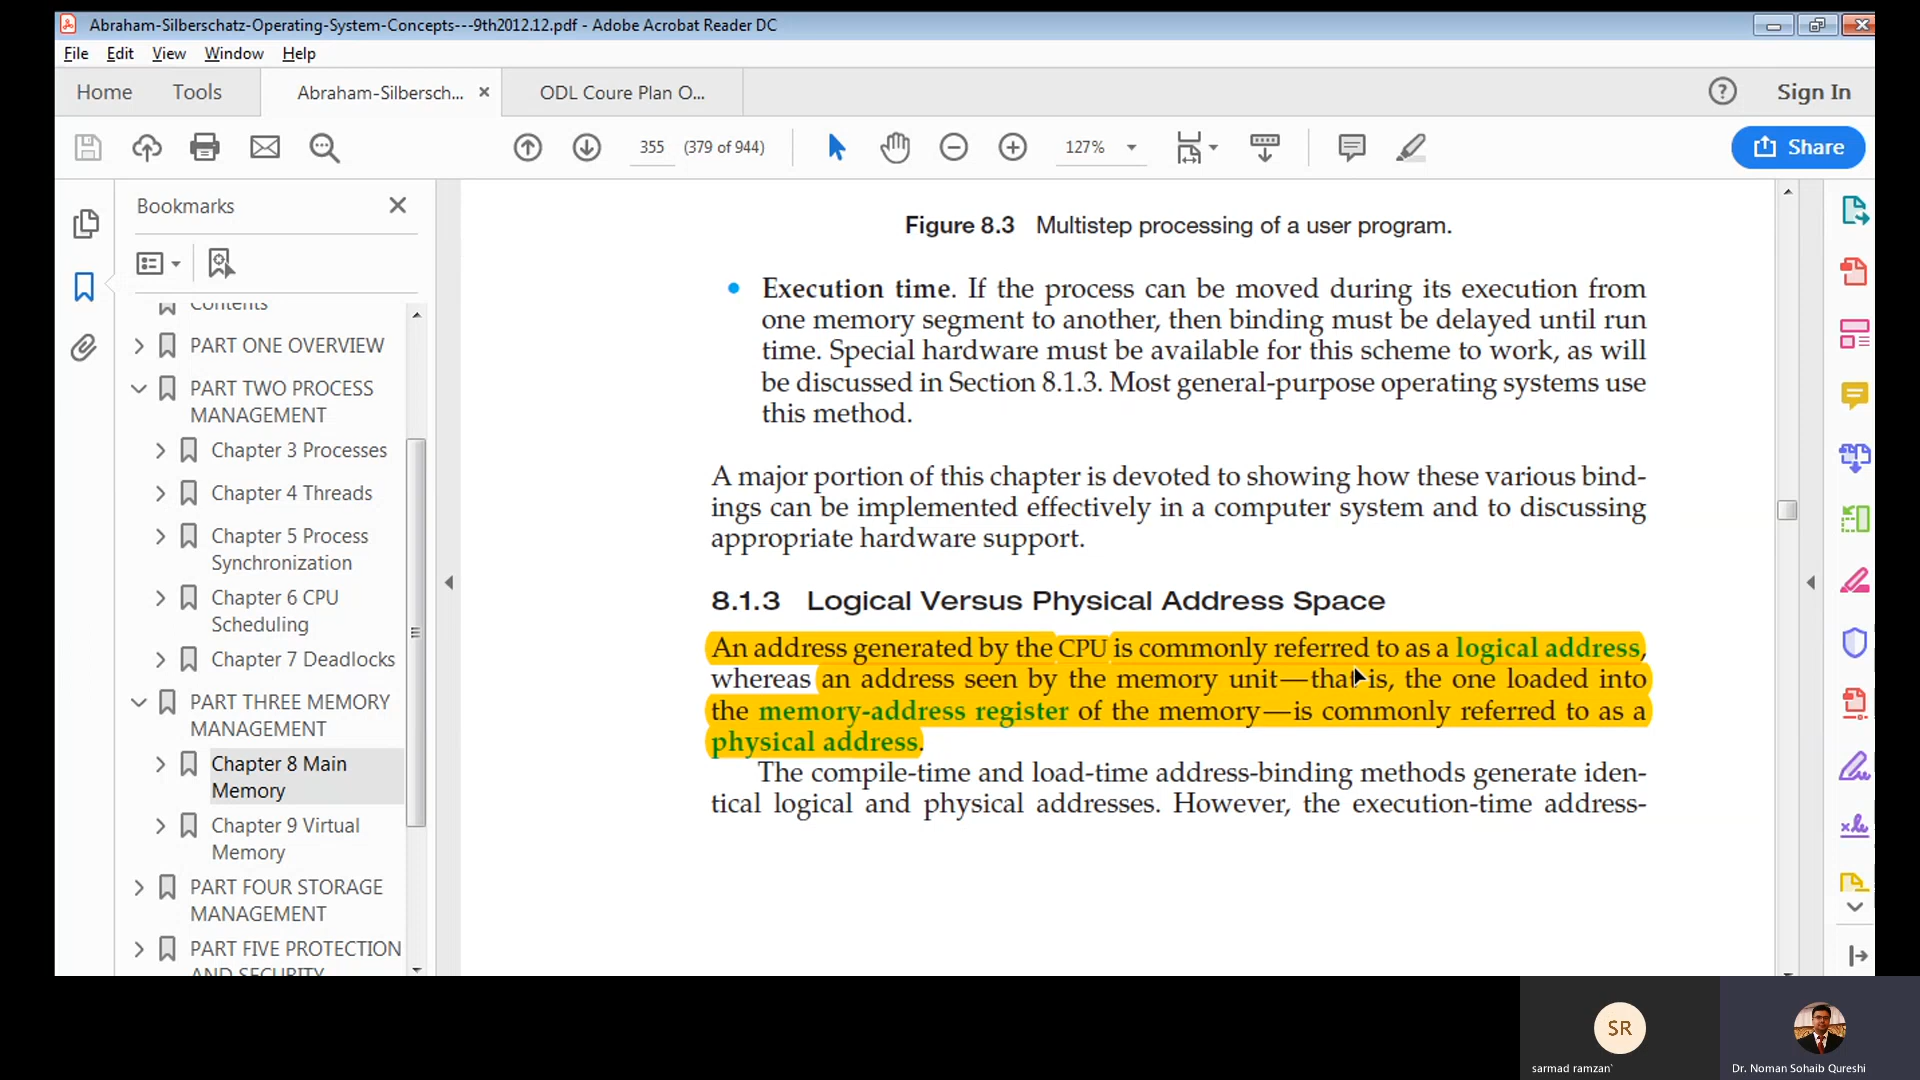 Abraham-Silberschatz-Operating-System-Concepts---9th2012.12.pdf - Adobe Acrobat Reader DC
File Edit View Window Help
Home Tools Abraham-Silbersch... ODL Coure Plan O... Sign In
355 (379 of 944) 127% Share
Bookmarks
Contents
PART ONE OVERVIEW
PART TWO PROCESS
MANAGEMENT
Chapter 3 Processes
Chapter 4 Threads
Chapter 5 Process
Synchronization
Chapter 6 CPU
Scheduling
Chapter 7 Deadlocks
PART THREE MEMORY
MANAGEMENT
Chapter 8 Main
Memory
Chapter 9 Virtual
Memory
PART FOUR STORAGE
MANAGEMENT
PART FIVE PROTECTION
AND SECURITY
Figure 8.3 Multistep processing of a user program.
• Execution time. If the process can be moved during its execution from
one memory segment to another, then binding must be delayed until run
time. Special hardware must be available for this scheme to work, as will
be discussed in Section 8.1.3. Most general-purpose operating systems use
this method.
A major portion of this chapter is devoted to showing how these various bind-
ings can be implemented effectively in a computer system and to discussing
appropriate hardware support.
8.1.3 Logical Versus Physical Address Space
An address generated by the CPU is commonly referred to as a logical address,
whereas an address seen by the memory unit—that is, the one loaded into
the memory-address register of the memory—is commonly referred to as a
physical address.
The compile-time and load-time address-binding methods generate iden-
tical logical and physical addresses. However, the execution-time address-
SR
sarmad ramzan`
Dr. Noman Sohaib Qureshi